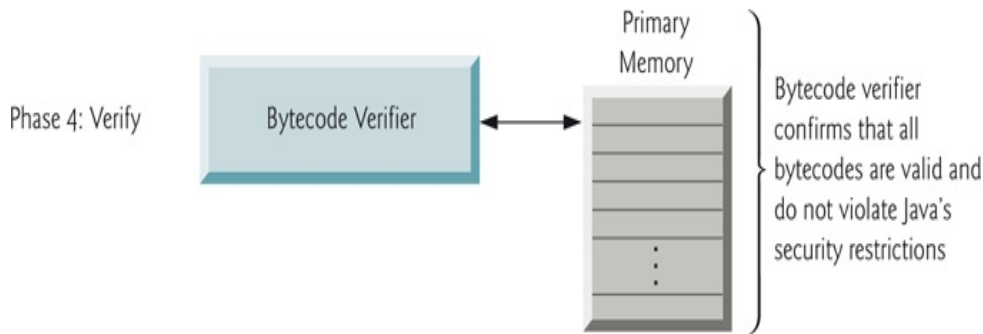 Phase 4: Verify
Bytecode Verifier
Primary
Memory
Bytecode verifier
confirms that all
bytecodes are valid and
do not violate Java's
security restrictions